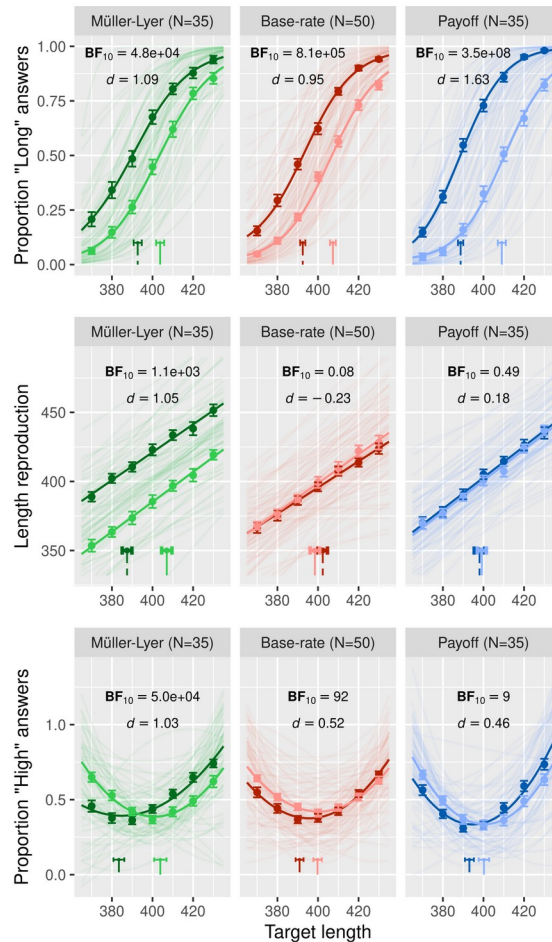 Müller-Lyer (N=35) Base-rate (N=50) Payoff (N=35)
BF10 = 4.8e+04 BF10 = 8.1e+05 BF10 = 3.5e+08
d = 1.09 d = 0.95 d = 1.63
Proportion "Long" answers
1.00
0.75
0.50
0.25
0.00
380 400 420 380 400 420 380 400 420
Müller-Lyer (N=35) Base-rate (N=50) Payoff (N=35)
BF10 = 1.1e+03 BF10 = 0.08 BF10 = 0.49
d = 1.05 d = −0.23 d = 0.18
Length reproduction
450
400
350
380 400 420 380 400 420 380 400 420
Müller-Lyer (N=35) Base-rate (N=50) Payoff (N=35)
BF10 = 5.0e+04 BF10 = 92 BF10 = 9
d = 1.03 d = 0.52 d = 0.46
Proportion "High" answers
1.0
0.5
0.0
380 400 420 380 400 420 380 400 420
Target length